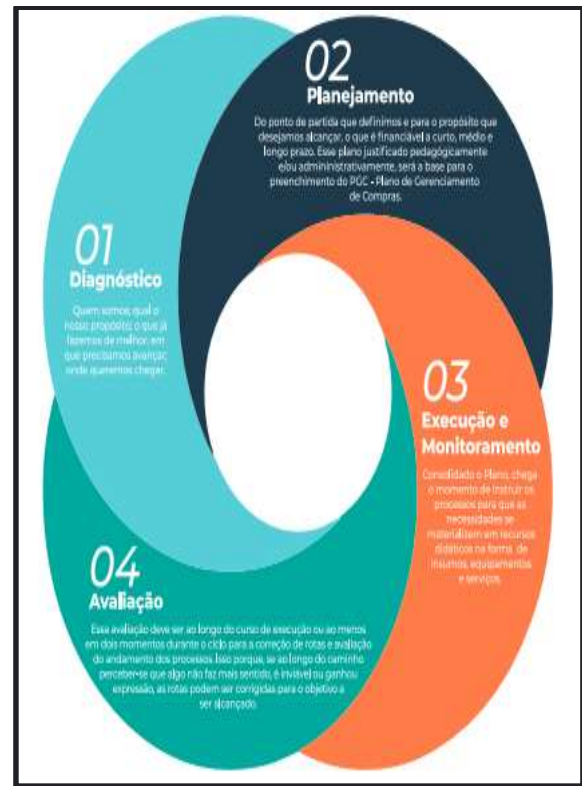 01
Diagnóstico
Quem somos; qual o
nosso propósito; o que já
fazemos de melhor; em
que precisamos avançar;
onde queremos chegar.
02
Planejamento
Do ponto de partida que definimos e para o propósito que
desejamos alcançar, o que é financiável a curto, médio e
longo prazo. Esse plano justificado pedagógicamente
e/ou admininistrativamente, será a base para o
preenchimento do PGC - Plano de Gerenciamento
de Compras.
03
Execução e
Monitoramento
Consolidado o Plano, chega
o momento de instruir os
processos para que as
necessidades se
materializem em recursos
didáticos na forma de
insumos, equipamentos
e serviços.
04
Avaliação
Essa avaliação deve ser ao longo do curso de execução ou ao menos
em dois momentos durante o ciclo para a correção de rotas e avaliação
do andamento dos processos. Isso porque, se ao longo do caminho
perceber-se que algo não faz mais sentido, é inviável ou ganhou
expressão, as rotas podem ser corrigidas para o objetivo a
ser alcançado.